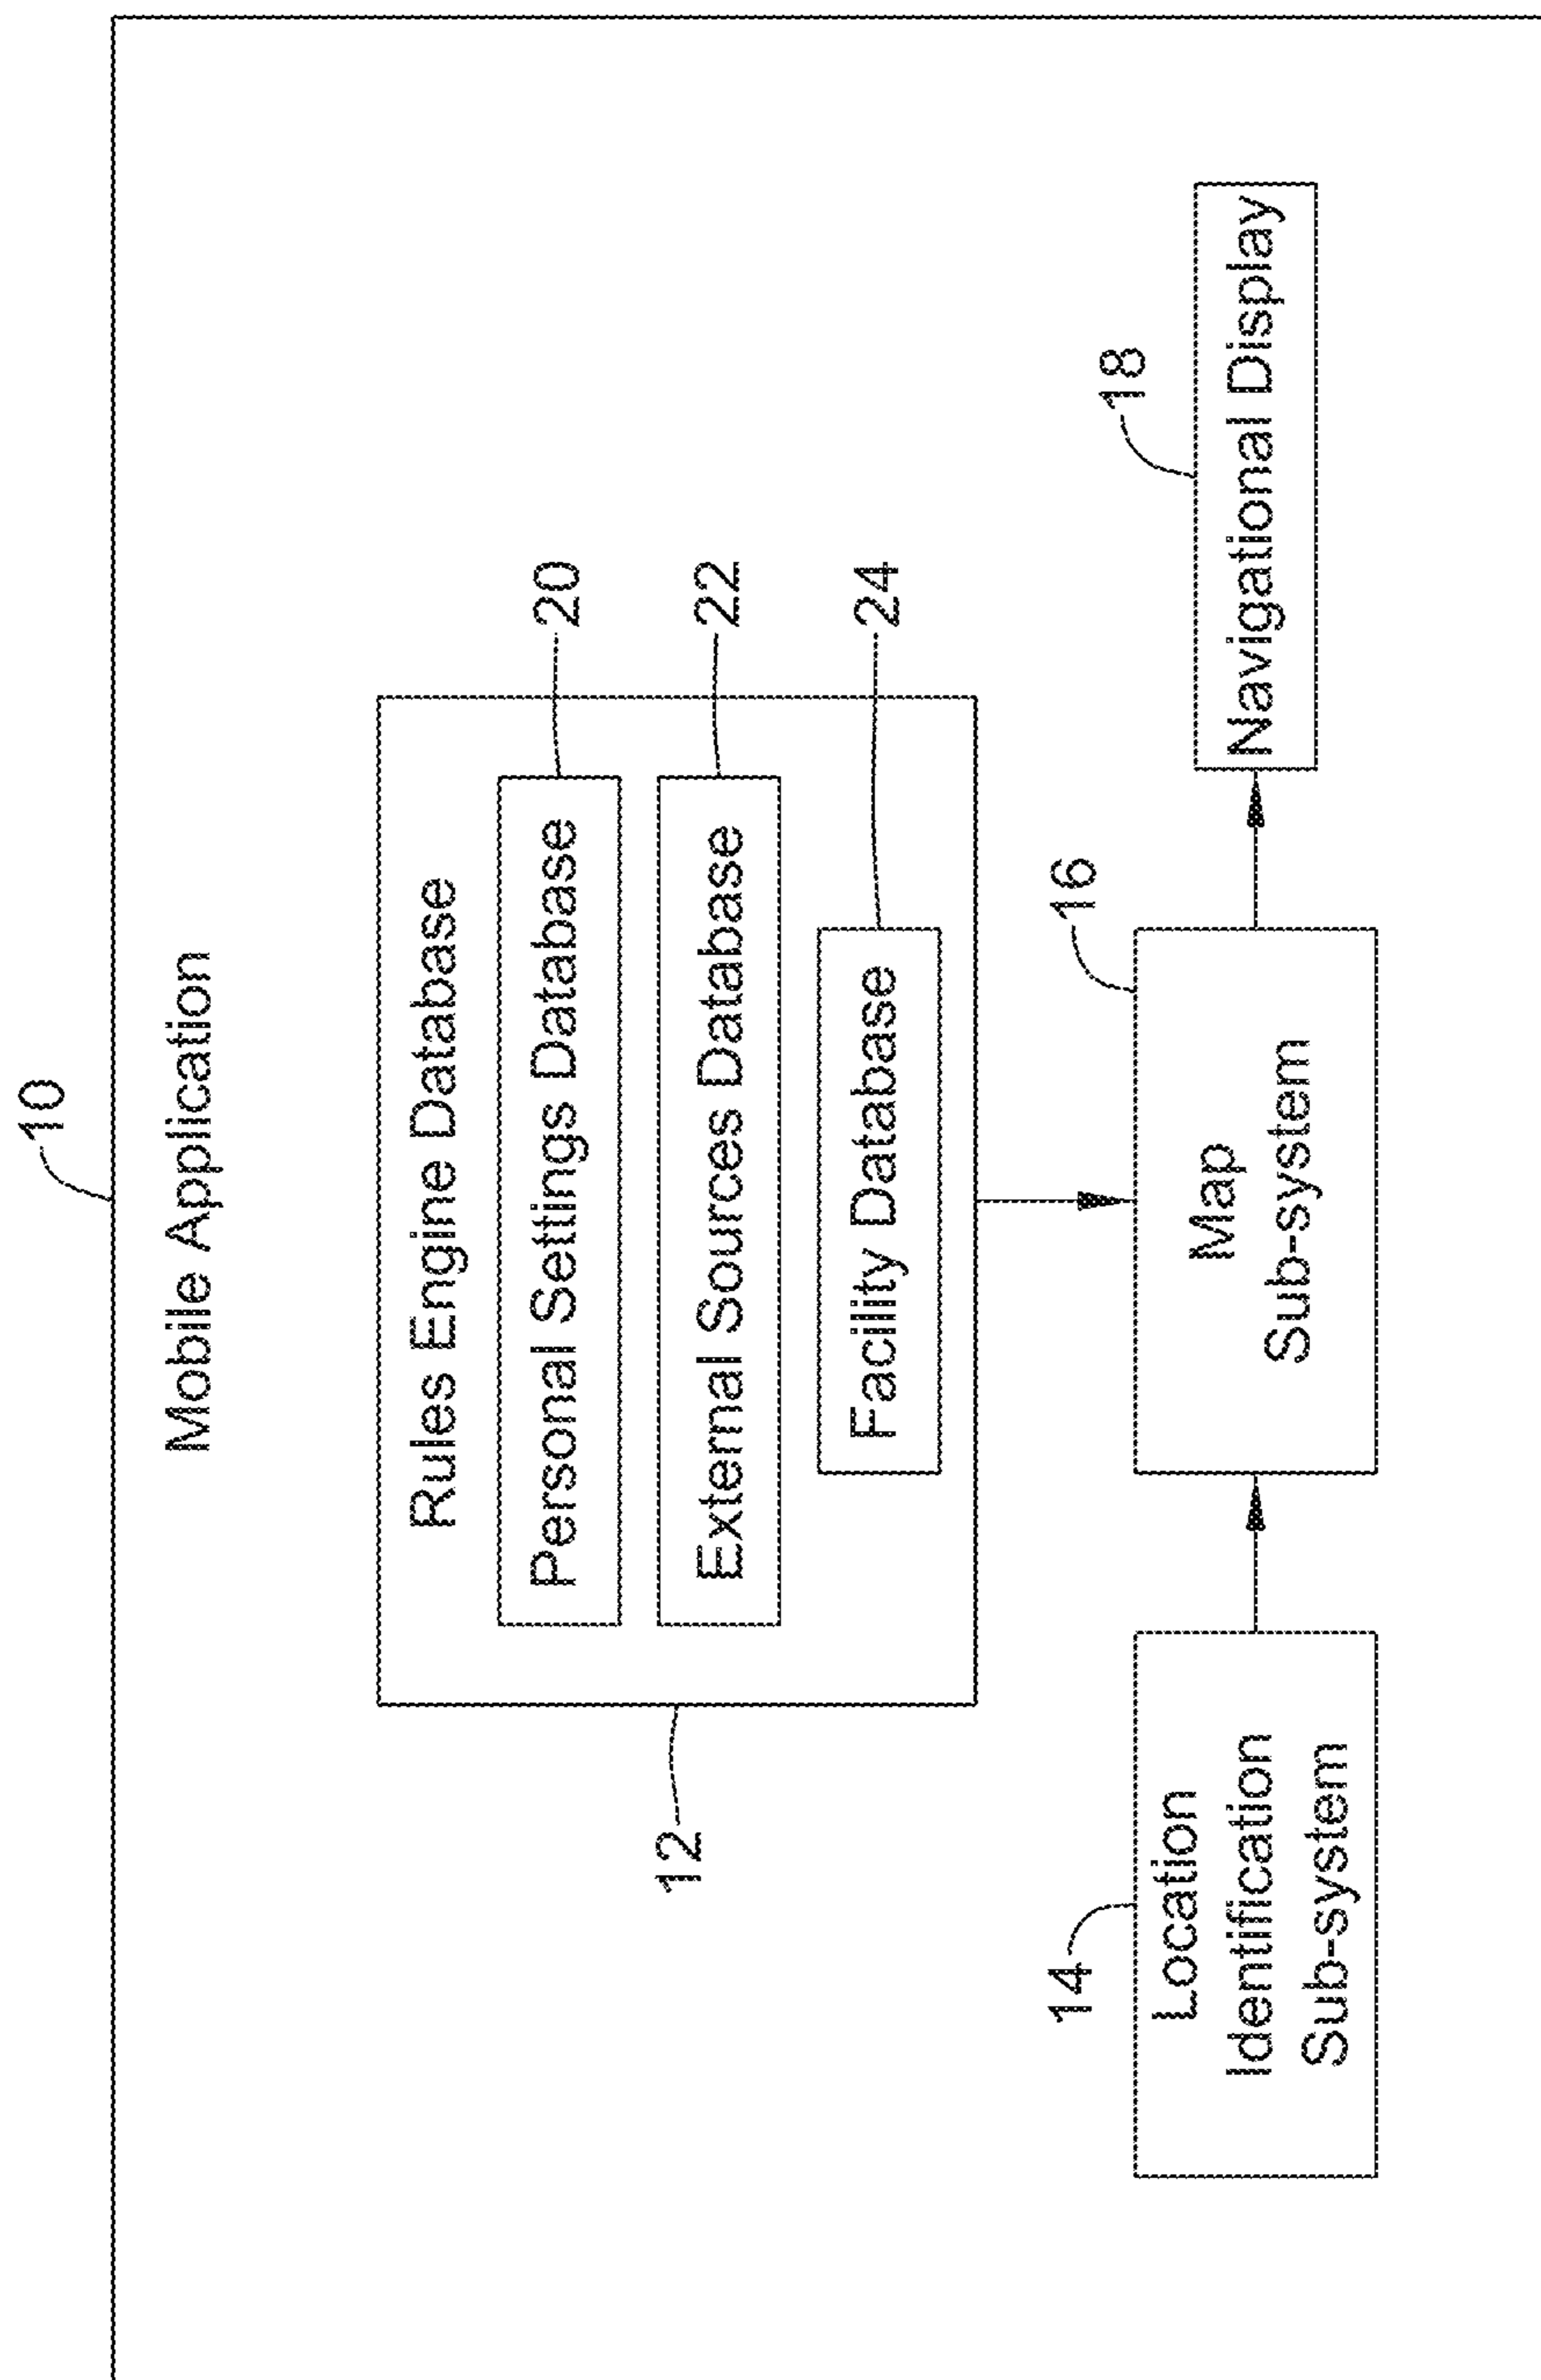 10
Mobile Application
Rules Engine Database
Personal Settings Database
20
External Sources Database
22
Facility Database
24
12
14
Location
Identification
Sub-system
16
Map
Sub-system
18
Navigational Display